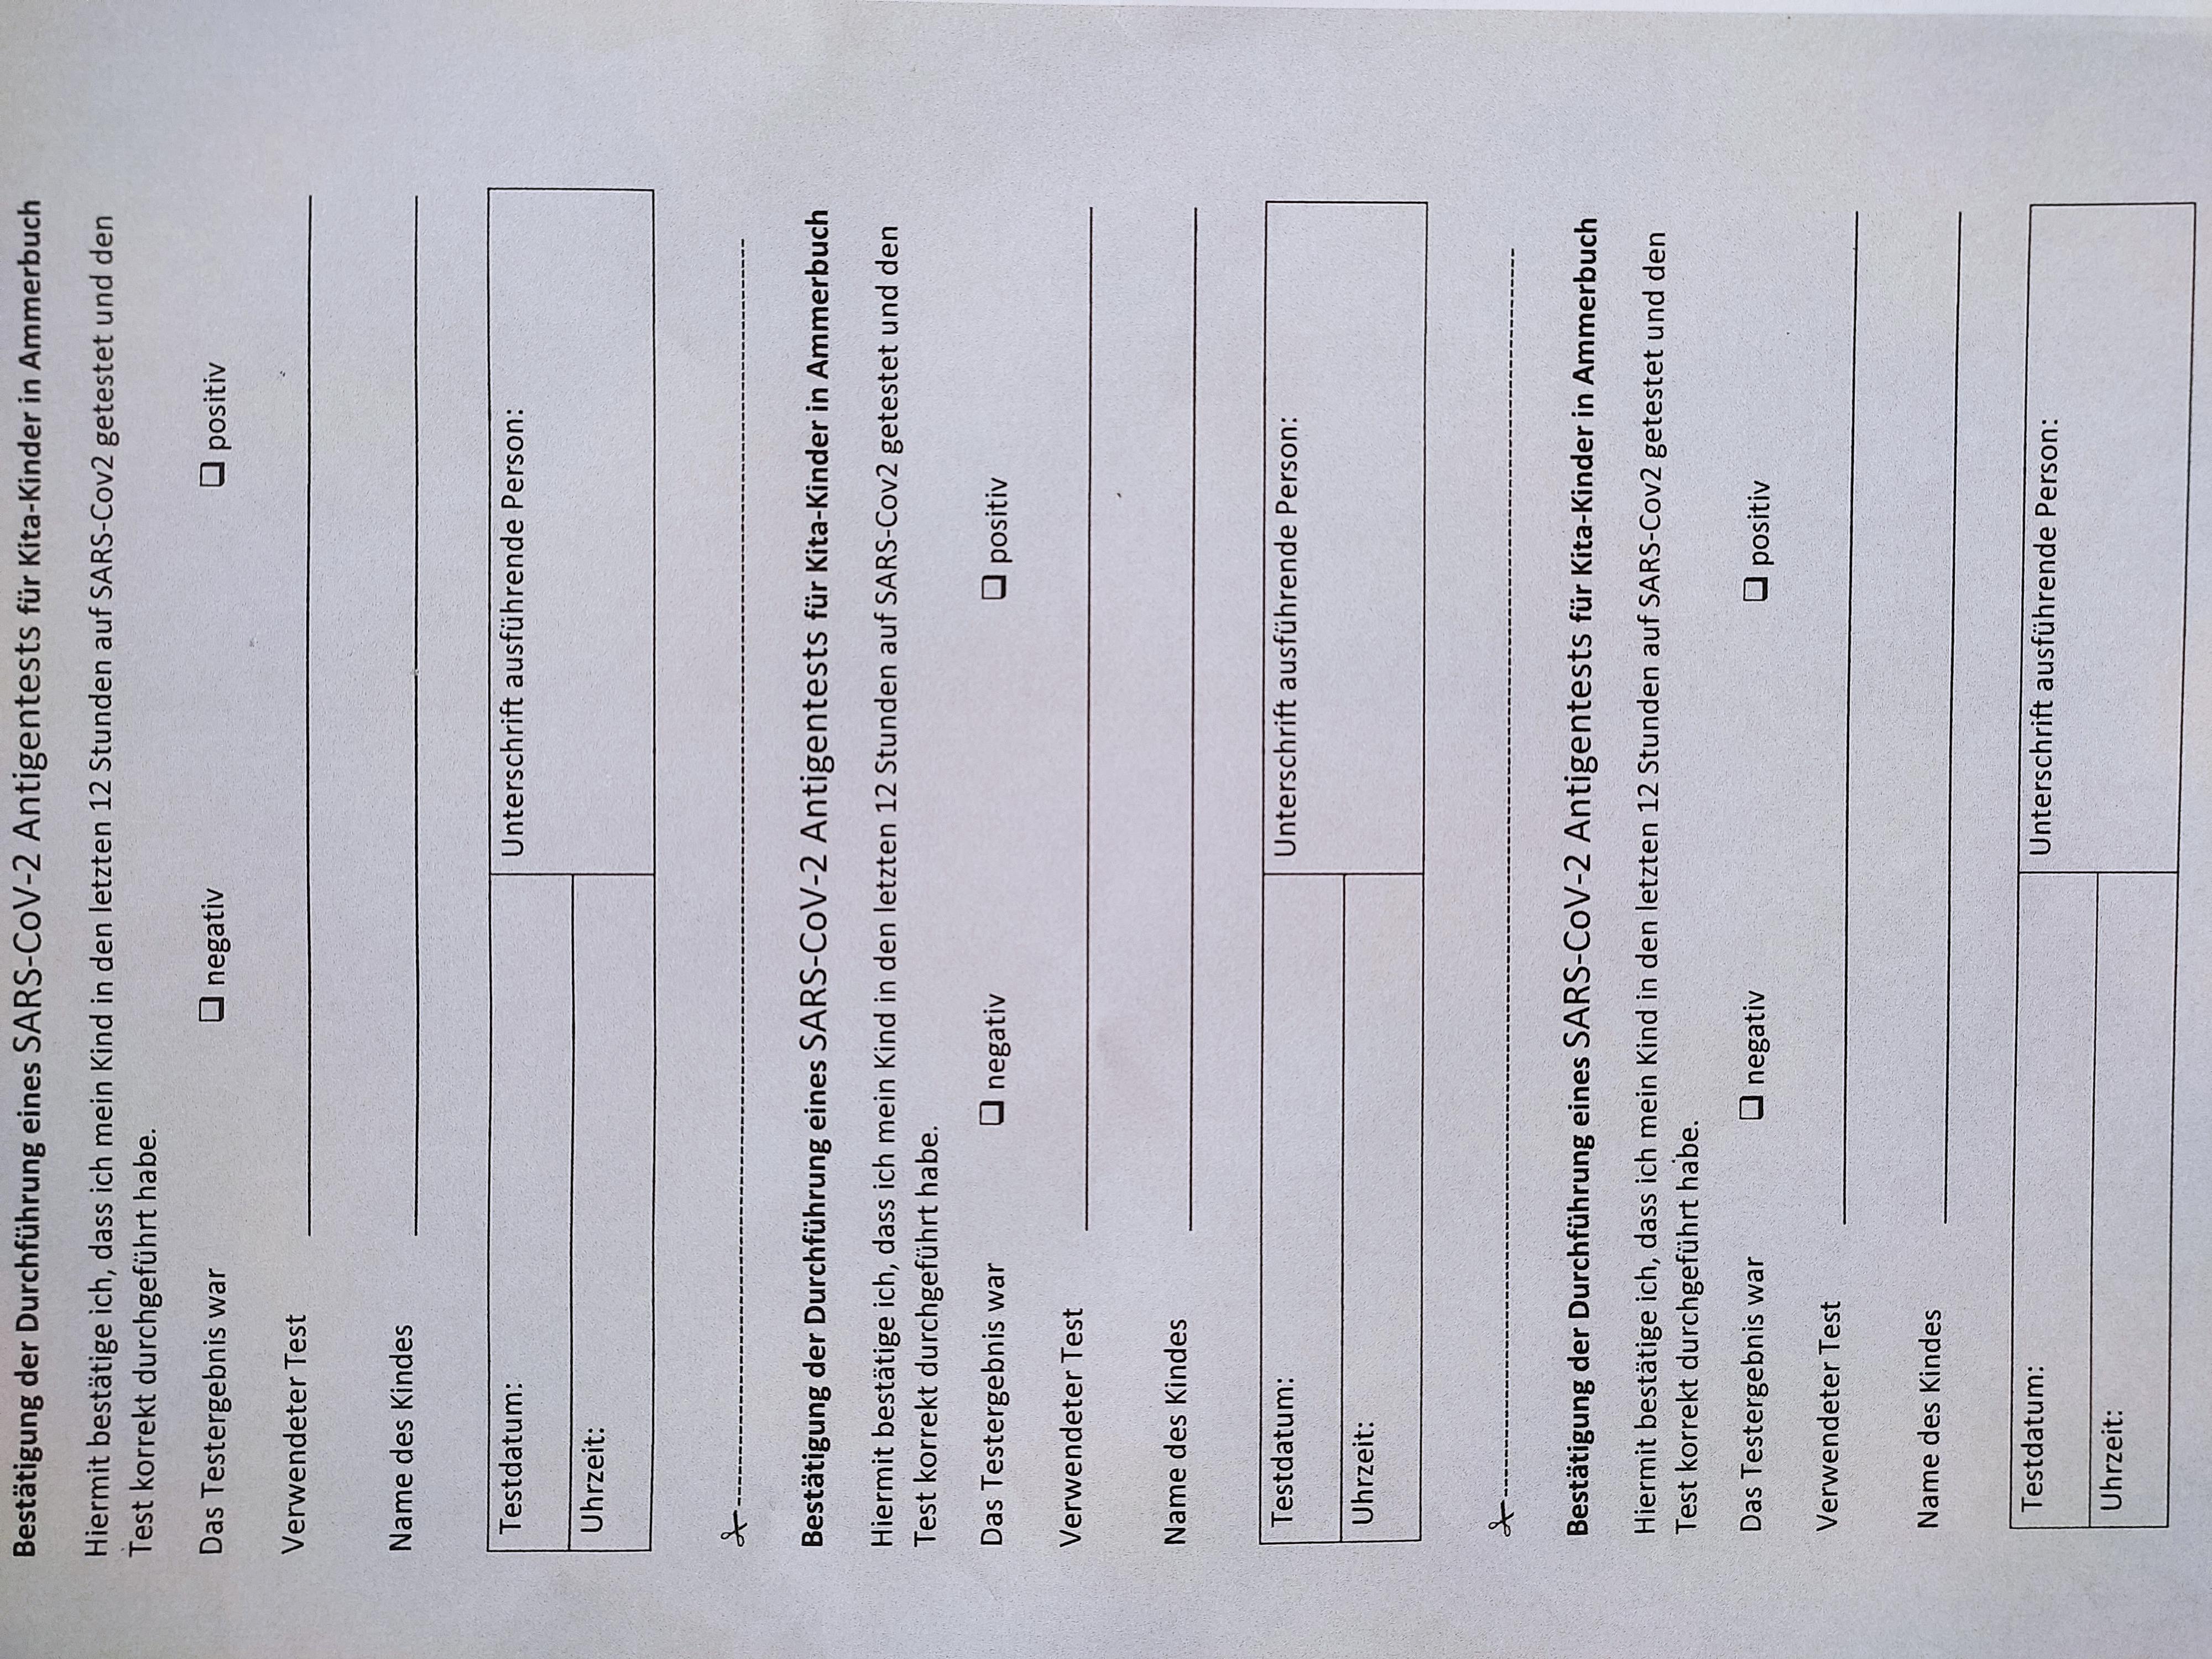 Bestätigung der Durchführung eines SARS-CoV-2 Antigentests für Kita-Kinder in Ammerbuch
Hiermit bestätige ich, dass ich mein Kind in den letzten 12 Stunden auf SARS-Cov2 getestet und den
Test korrekt durchgeführt habe.
Das Testergebnis war ❑ negativ ❑ positiv
Verwendeter Test
Name des Kindes
Testdatum: Unterschrift ausführende Person:
Uhrzeit:
Bestätigung der Durchführung eines SARS-CoV-2 Antigentests für Kita-Kinder in Ammerbuch
Hiermit bestätige ich, dass ich mein Kind in den letzten 12 Stunden auf SARS-Cov2 getestet und den
Test korrekt durchgeführt habe.
Das Testergebnis war ❑ negativ ❑ positiv
Verwendeter Test
Name des Kindes
Testdatum: Unterschrift ausführende Person:
Uhrzeit:
Bestätigung der Durchführung eines SARS-CoV-2 Antigentests für Kita-Kinder in Ammerbuch
Hiermit bestätige ich, dass ich mein Kind in den letzten 12 Stunden auf SARS-Cov2 getestet und den
Test korrekt durchgeführt habe.
Das Testergebnis war ❑ negativ ❑ positiv
Verwendeter Test
Name des Kindes
Testdatum: Unterschrift ausführende Person:
Uhrzeit: